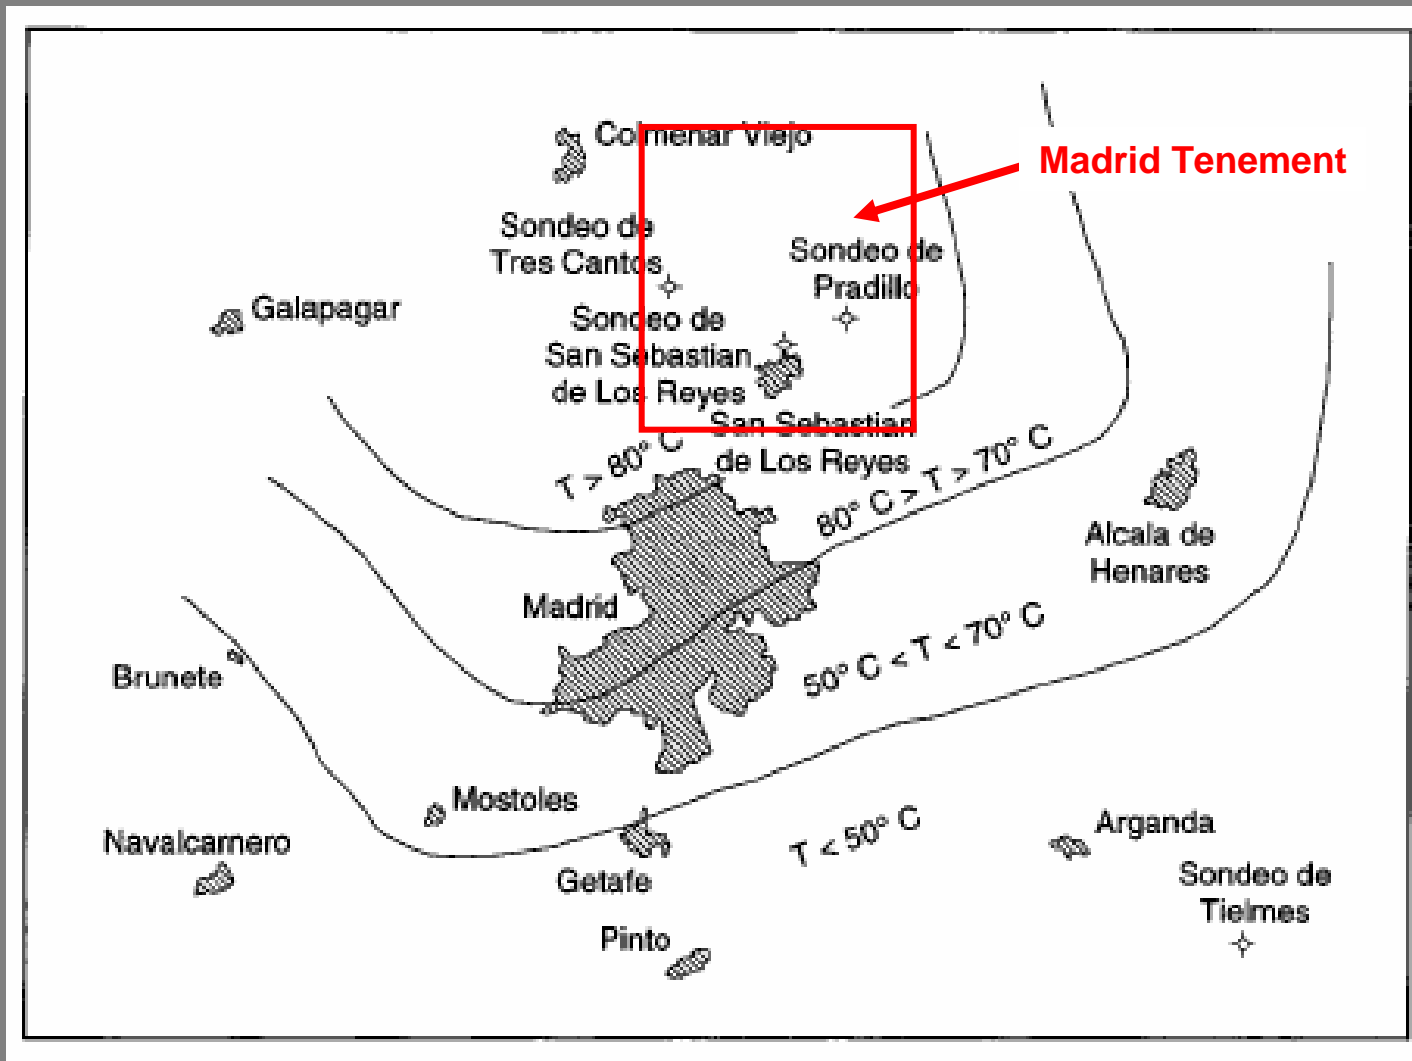 Colmenar Viejo
Madrid Tenement
Sondeo de
Tres Cantos
Sondeo de
Pradillo
Galapagar
Sondeo de
San Sebastian
de Los Reyes
San Sebastian
de Los Reyes
T > 80° C
80° C > T > 70° C
Alcala de
Henares
Madrid
50° C < T < 70° C
Brunete
Mostoles
Navalcarnero
Getafe
T < 50° C
Arganda
Sondeo de
Tielmes
Pinto